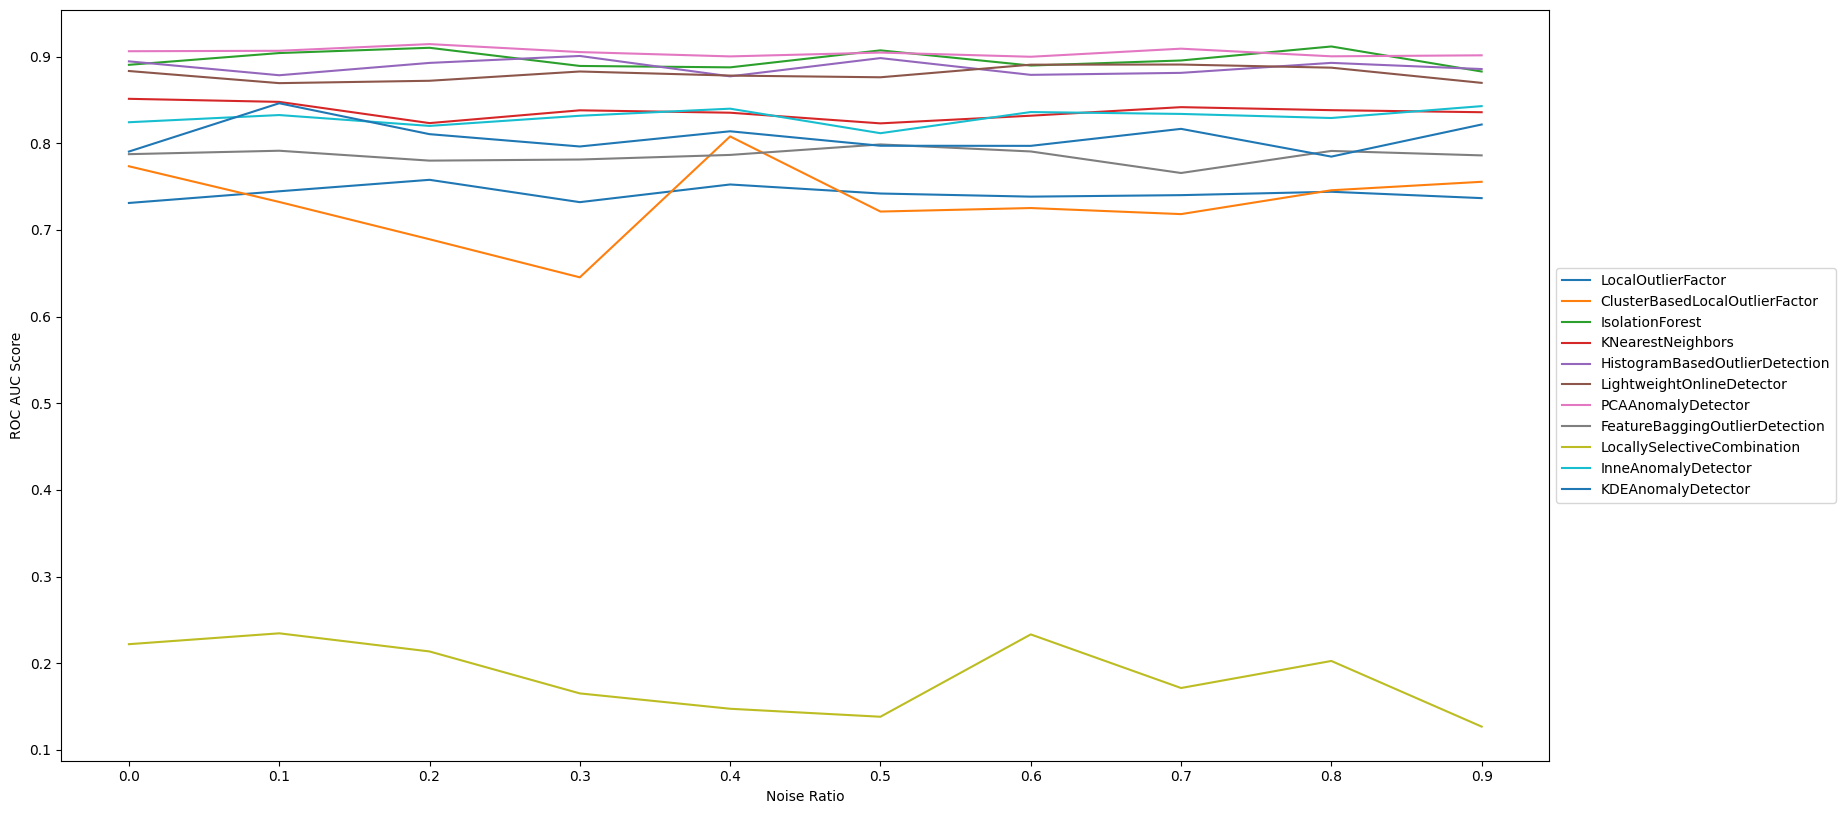 0.9
0.8
0.7
0.6
0.5
0.4
0.3
0.2
0.1
ROC AUC Score
0.0 0.1 0.2 0.3 0.4 0.5 0.6 0.7 0.8 0.9
Noise Ratio
LocalOutlierFactor
ClusterBasedLocalOutlierFactor
IsolationForest
KNearestNeighbors
HistogramBasedOutlierDetection
LightweightOnlineDetector
PCAAnomalyDetector
FeatureBaggingOutlierDetection
LocallySelectiveCombination
InneAnomalyDetector
KDEAnomalyDetector